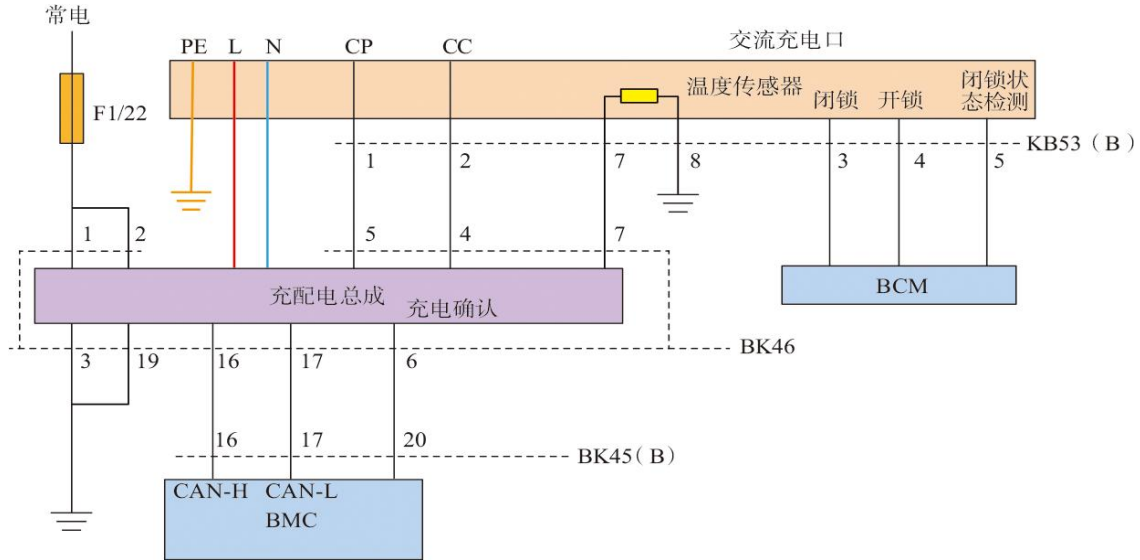 常电
PE L N CP CC 交流充电口
F1/22
温度传感器
闭锁 开锁
闭锁状
态检测
1 2 7 8 3 4 5 KB53（B）
1 2 5 4 7
充配电总成
充电确认
BCM
3 19 16 17 6 BK46
16 17 20 BK45（B）
CAN-H CAN-L
BMC